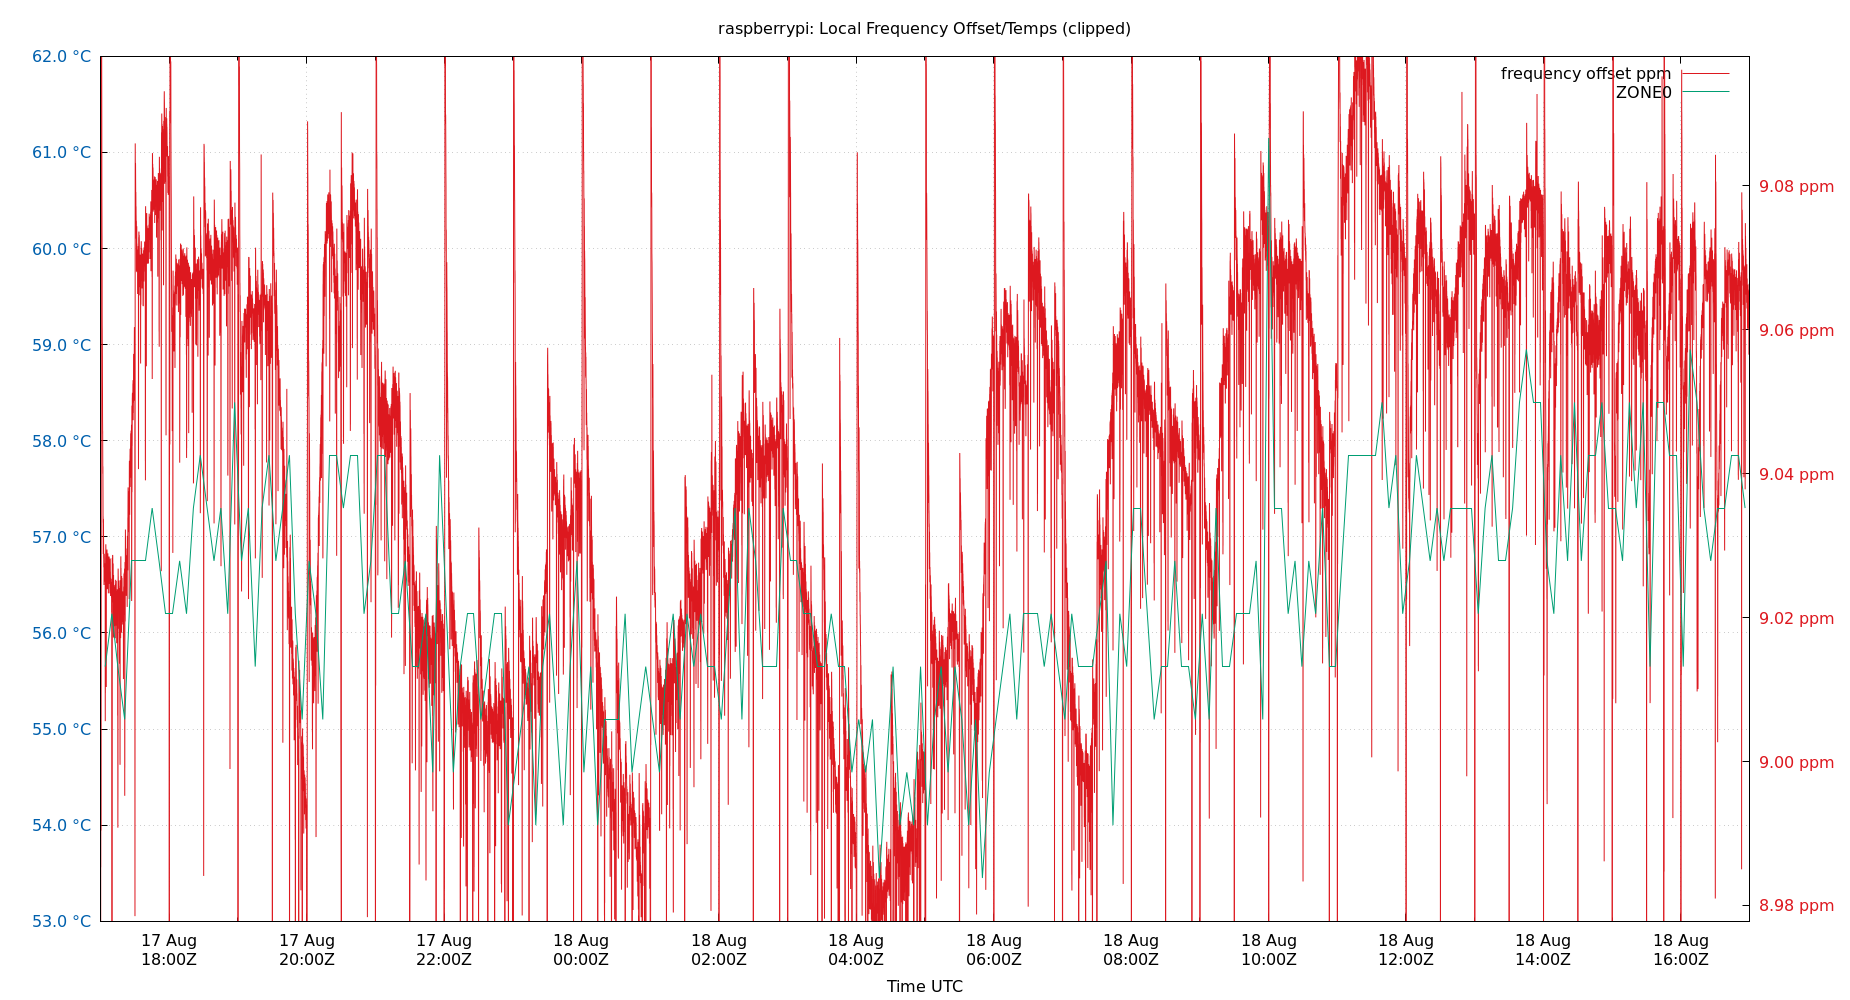 raspberrypi: Local Frequency Offset/Temps (clipped)
frequency offset ppm
ZONE0
62.0 °C
61.0 °C
60.0 °C
59.0 °C
58.0 °C
57.0 °C
56.0 °C
55.0 °C
54.0 °C
53.0 °C
9.08 ppm
9.06 ppm
9.04 ppm
9.02 ppm
9.00 ppm
8.98 ppm
17 Aug 17 Aug 17 Aug 18 Aug 18 Aug 18 Aug 18 Aug 18 Aug 18 Aug 18 Aug 18 Aug 18 Aug
18:00Z 20:00Z 22:00Z 00:00Z 02:00Z 04:00Z 06:00Z 08:00Z 10:00Z 12:00Z 14:00Z 16:00Z
Time UTC